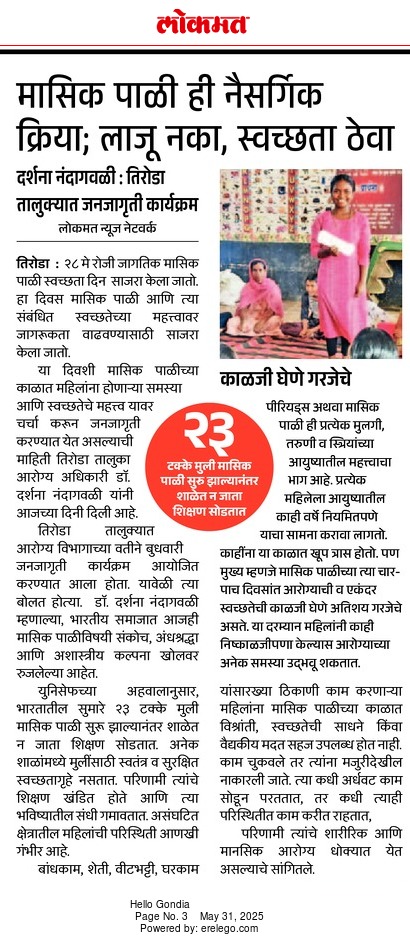 लोकमत
मासिक पाळी ही नैसर्गिक
क्रिया; लाजू नका, स्वच्छता ठेवा
दर्शना नंदागवळी : तिरोडा
तालुक्यात जनजागृती कार्यक्रम
लोकमत न्यूज नेटवर्क
तिरोडा : २८ मे रोजी जागतिक मासिक
पाळी स्वच्छता दिन साजरा केला जातो.
हा दिवस मासिक पाळी आणि त्या
संबंधित स्वच्छतेच्या महत्त्वावर
जागरूकता वाढवण्यासाठी साजरा
केला जातो.
या दिवशी मासिक पाळीच्या
काळात महिलांना होणाऱ्या समस्या
आणि स्वच्छतेचे महत्त्व यावर
चर्चा करून जनजागृती
करण्यात येत असल्याची
माहिती तिरोडा तालुका
आरोग्य अधिकारी डॉ.
दर्शना नंदागवळी यांनी
आजच्या दिनी दिली आहे.
तिरोडा तालुक्यात
आरोग्य विभागाच्या वतीने बुधवारी
जनजागृती कार्यक्रम आयोजित
करण्यात आला होता. यावेळी त्या
बोलत होत्या. डॉ. दर्शना नंदागवळी
म्हणाल्या, भारतीय समाजात आजही
मासिक पाळीविषयी संकोच, अंधश्रद्धा
आणि अशास्त्रीय कल्पना खोलवर
रुजलेल्या आहेत.
युनिसेफच्या अहवालानुसार,
भारतातील सुमारे २३ टक्के मुली
मासिक पाळी सुरू झाल्यानंतर शाळेत
न जाता शिक्षण सोडतात. अनेक
शाळांमध्ये मुलींसाठी स्वतंत्र व सुरक्षित
स्वच्छतागृहे नसतात. परिणामी त्यांचे
शिक्षण खंडित होते आणि त्या
भविष्यातील संधी गमावतात. असंघटित
क्षेत्रातील महिलांची परिस्थिती आणखी
गंभीर आहे.
बांधकाम, शेती, वीटभट्टी, घरकाम
२३
टक्के मुली मासिक
पाळी सुरू झाल्यानंतर
शाळेत न जाता
शिक्षण सोडतात
काळजी घेणे गरजेचे
पीरियड्स अथवा मासिक
पाळी ही प्रत्येक मुलगी,
तरुणी व स्त्रियांच्या
आयुष्यातील महत्त्वाचा
भाग आहे. प्रत्येक
महिलेला आयुष्यातील
काही वर्षे नियमितपणे
याचा सामना करावा लागतो.
काहींना या काळात खूप त्रास होतो. पण
मुख्य म्हणजे मासिक पाळीच्या त्या चार-
पाच दिवसांत आरोग्याची व एकंदर
स्वच्छतेची काळजी घेणे अतिशय गरजेचे
असते. या दरम्यान महिलांनी काही
निष्काळजीपणा केल्यास आरोग्याच्या
अनेक समस्या उद्भवू शकतात.
यांसारख्या ठिकाणी काम करणाऱ्या
महिलांना मासिक पाळीच्या काळात
विश्रांती, स्वच्छतेची साधने किंवा
वैद्यकीय मदत सहज उपलब्ध होत नाही.
काम चुकवले तर त्यांना मजुरीदेखील
नाकारली जाते. त्या कधी अर्धवट काम
सोडून परततात, तर कधी त्याही
परिस्थितीत काम करीत राहतात,
परिणामी त्यांचे शारीरिक आणि
मानसिक आरोग्य धोक्यात येत
असल्याचे सांगितले.
Hello Gondia
Page No. 3 May 31, 2025
Powered by: erelego.com